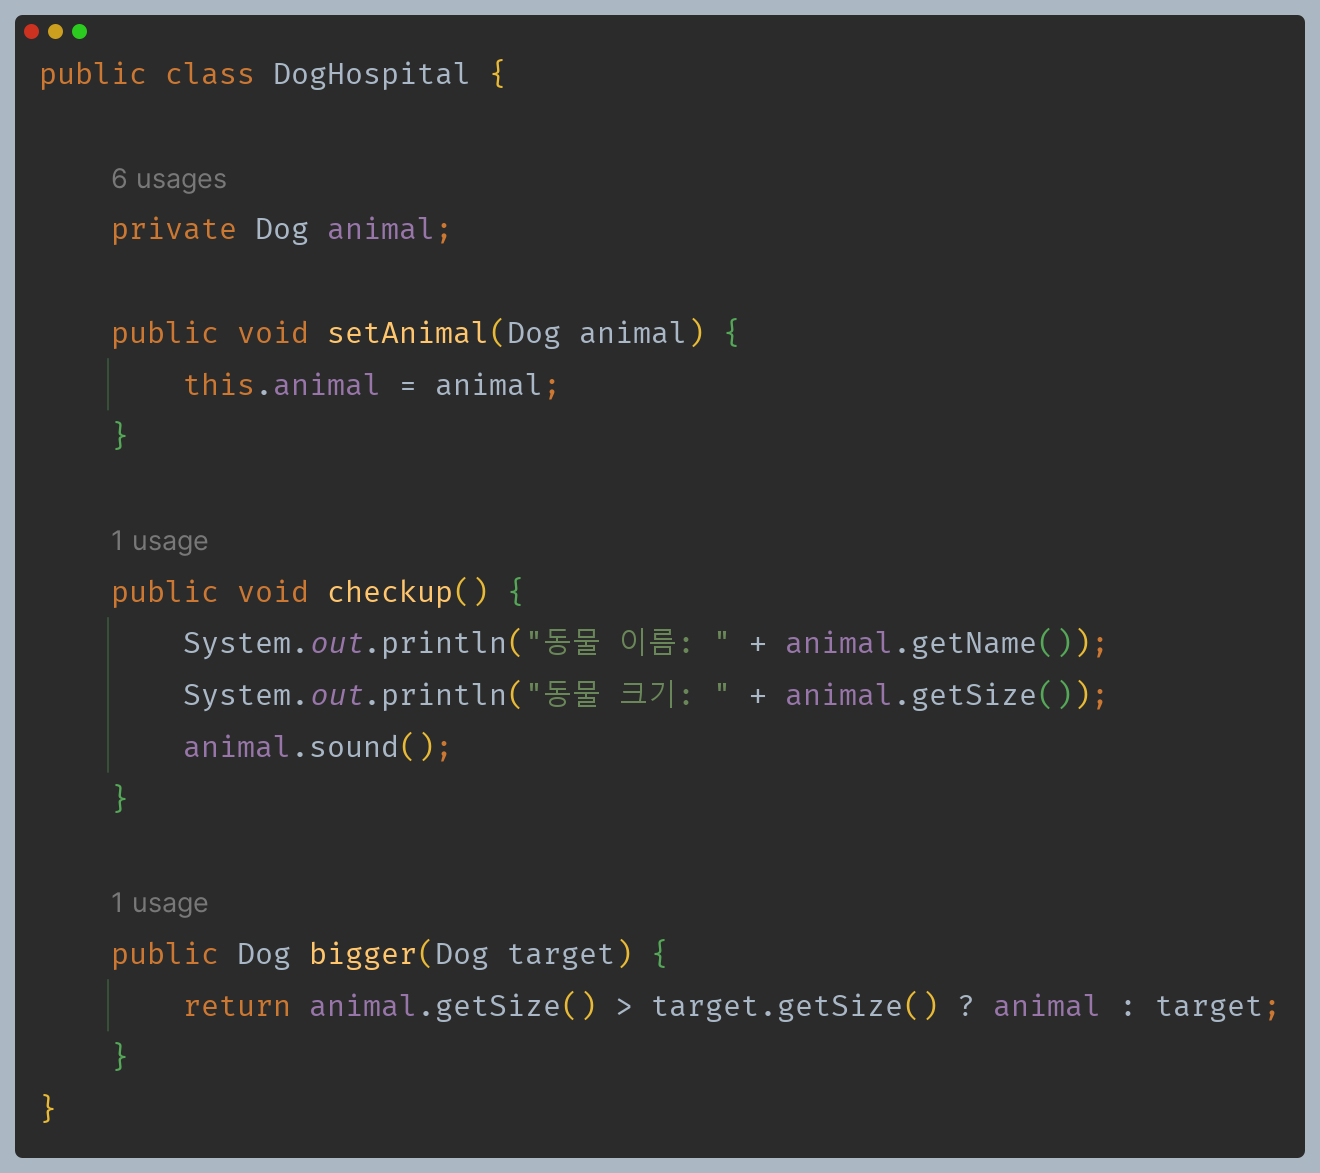 public class DogHospital {
6 usages
private Dog animal;
public void setAnimal(Dog animal) {
this.animal = animal;
}
1 usage
public void checkup() {
System.out.println("동물 이름: " + animal.getName());
System.out.println("동물 크기: " + animal.getSize());
animal.sound();
}
1 usage
public Dog bigger(Dog target) {
return animal.getSize() > target.getSize() ? animal : target;
}
}